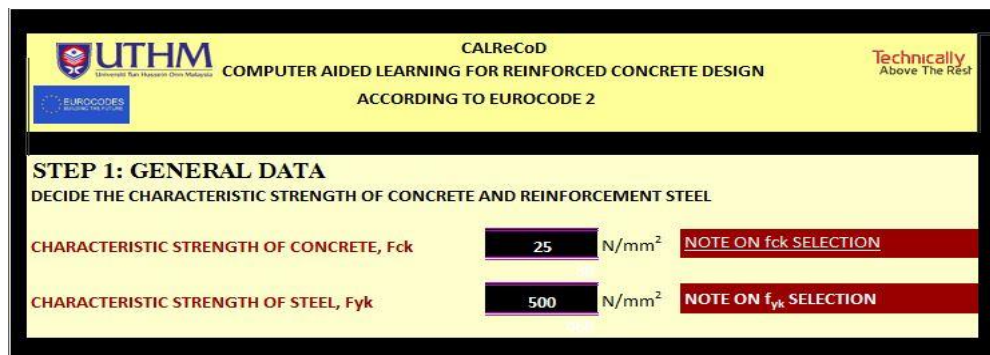 UTHM
Universiti Tun Hussein Onn Malaysia
CALReCoD
COMPUTER AIDED LEARNING FOR REINFORCED CONCRETE DESIGN
ACCORDING TO EUROCODE 2
Technically
Above The Rest
EUROCODES
BUILDING THE FUTURE
STEP 1: GENERAL DATA
DECIDE THE CHARACTERISTIC STRENGTH OF CONCRETE AND REINFORCEMENT STEEL
CHARACTERISTIC STRENGTH OF CONCRETE, Fck 25 N/mm² NOTE ON fck SELECTION
CHARACTERISTIC STRENGTH OF STEEL, Fyk 500 N/mm² NOTE ON fyk SELECTION